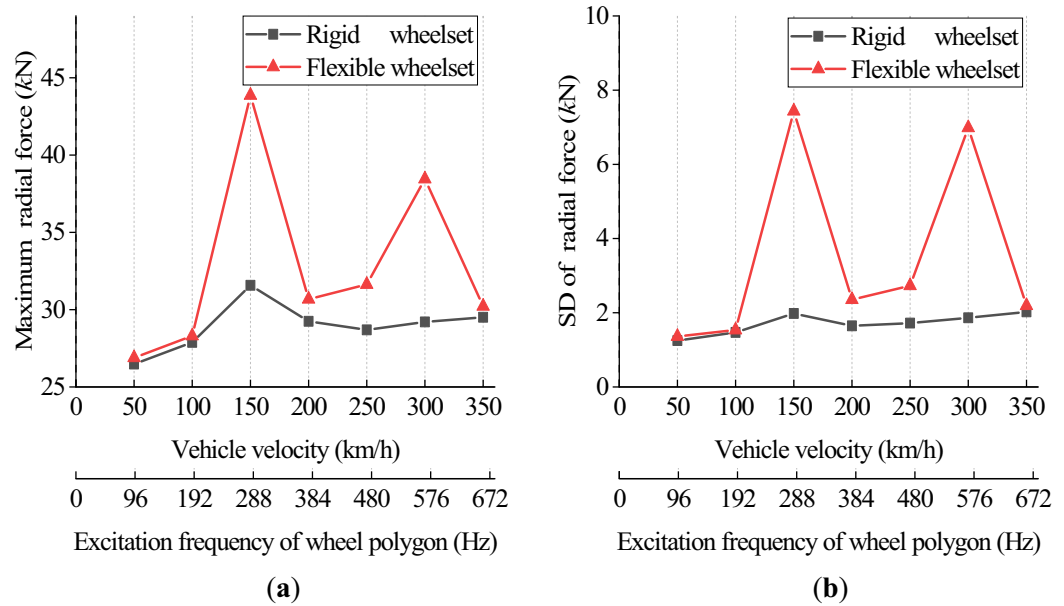 Rigid wheelset
Flexible wheelset
Maximum radial force (kN)
45
40
35
30
25
0 50 100 150 200 250 300 350
Vehicle velocity (km/h)
0 96 192 288 384 480 576 672
Excitation frequency of wheel polygon (Hz)
(a)
Rigid wheelset
Flexible wheelset
SD of radial force (kN)
10
8
6
4
2
0
0 50 100 150 200 250 300 350
Vehicle velocity (km/h)
0 96 192 288 384 480 576 672
Excitation frequency of wheel polygon (Hz)
(b)